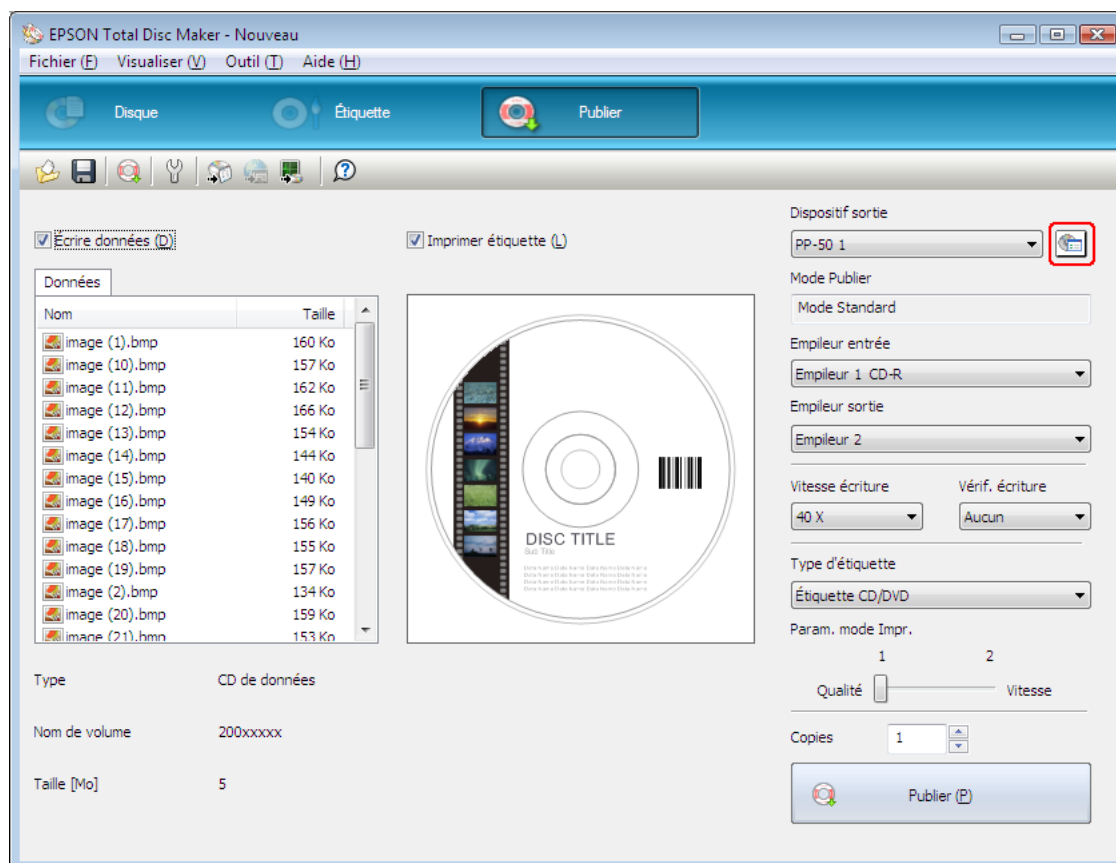 EPSON Total Disc Maker - Nouveau
Fichier (F) Visualiser (V) Outil (T) Aide (H)
Disque Étiquette Publier
Écrire données (D)
Données
Nom Taille
image (1).bmp 160 Ko
image (10).bmp 157 Ko
image (11).bmp 162 Ko
image (12).bmp 166 Ko
image (13).bmp 154 Ko
image (14).bmp 144 Ko
image (15).bmp 140 Ko
image (16).bmp 149 Ko
image (17).bmp 156 Ko
image (18).bmp 155 Ko
image (19).bmp 157 Ko
image (2).bmp 134 Ko
image (20).bmp 159 Ko
image (21).bmp 153 Ko
Type CD de données
Nom de volume 200xxxxx
Taille [Mo] 5
Imprimer étiquette (L)
DISC TITLE
Sub Title
Dispositif sortie
PP-50 1
Mode Publier
Mode Standard
Empileur entrée
Empileur 1 CD-R
Empileur sortie
Empileur 2
Vitesse écriture Vérif. écriture
40 X Aucun
Type d'étiquette
Étiquette CD/DVD
Param. mode Impr.
1 2
Qualité Vitesse
Copies 1
Publier (P)